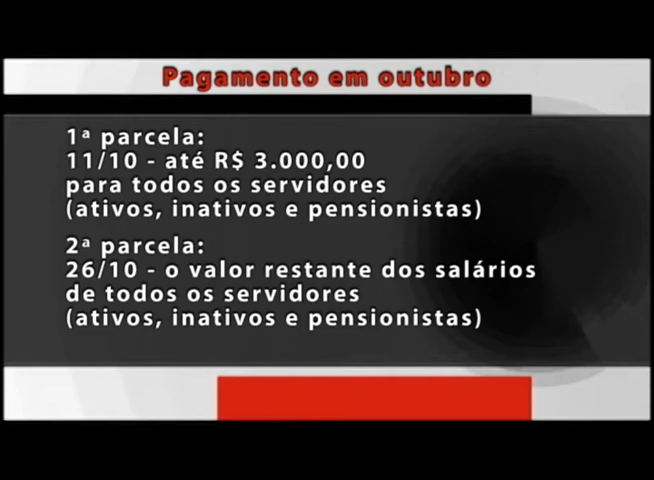 Pagamento em outubro
1ª parcela:
11/10 - até R$ 3.000,00
para todos os servidores
(ativos, inativos e pensionistas)
2ª parcela:
26/10 - o valor restante dos salários
de todos os servidores
(ativos, inativos e pensionistas)